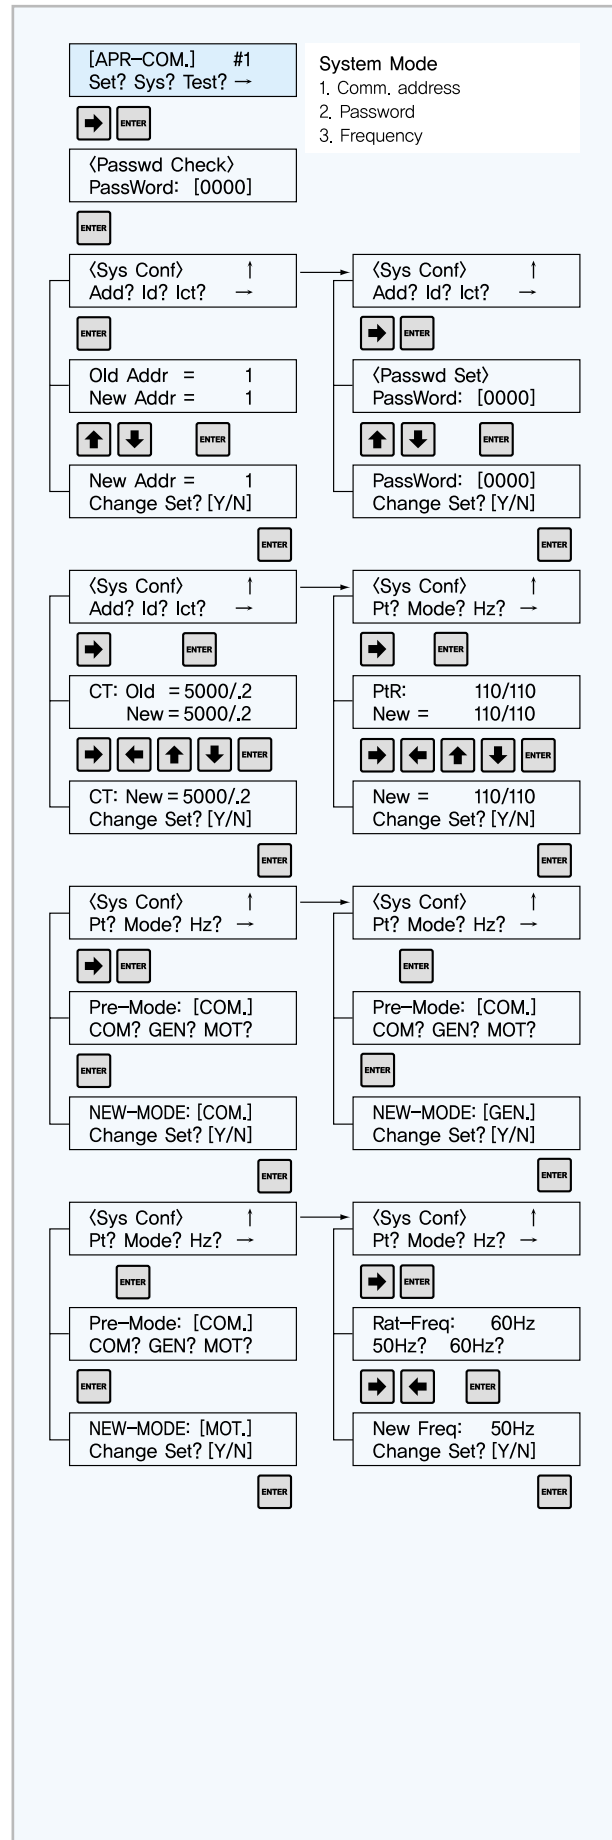 [APR-COM.] #1
Set? Sys? Test? →
System Mode
1. Comm. address
2. Password
3. Frequency
ENTER
〈Passwd Check〉
PassWord: [0000]
ENTER
〈Sys Conf〉 ↑
Add? Id? Ict? →
ENTER
Old Addr = 1
New Addr = 1
ENTER
New Addr = 1
Change Set? [Y/N]
ENTER
〈Sys Conf〉 ↑
Add? Id? Ict? →
ENTER
〈Passwd Set〉
PassWord: [0000]
ENTER
PassWord: [0000]
Change Set? [Y/N]
ENTER
〈Sys Conf〉 ↑
Add? Id? Ict? →
ENTER
CT: Old = 5000/.2
New = 5000/.2
ENTER
CT: New = 5000/.2
Change Set? [Y/N]
ENTER
〈Sys Conf〉 ↑
Pt? Mode? Hz? →
ENTER
PtR: 110/110
New = 110/110
ENTER
New = 110/110
Change Set? [Y/N]
ENTER
〈Sys Conf〉 ↑
Pt? Mode? Hz? →
ENTER
Pre-Mode: [COM.]
COM? GEN? MOT?
ENTER
NEW-MODE: [COM.]
Change Set? [Y/N]
ENTER
〈Sys Conf〉 ↑
Pt? Mode? Hz? →
ENTER
Pre-Mode: [COM.]
COM? GEN? MOT?
ENTER
NEW-MODE: [GEN.]
Change Set? [Y/N]
ENTER
〈Sys Conf〉 ↑
Pt? Mode? Hz? →
ENTER
Pre-Mode: [COM.]
COM? GEN? MOT?
ENTER
NEW-MODE: [MOT.]
Change Set? [Y/N]
ENTER
〈Sys Conf〉 ↑
Pt? Mode? Hz? →
ENTER
Rat-Freq: 60Hz
50Hz? 60Hz?
ENTER
New Freq: 50Hz
Change Set? [Y/N]
ENTER